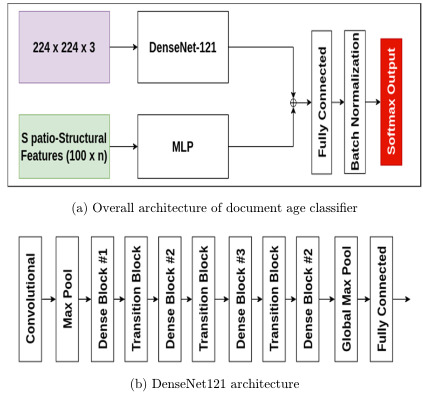 224 x 224 x 3
DenseNet-121
S patio-Structural
Features (100 x n)
MLP
Fully Connected
Batch Normalization
Softmax Output
(a) Overall architecture of document age classifier
Convolutional
Max Pool
Dense Block #1
Transition Block
Dense Block #2
Transition Block
Dense Block #3
Transition Block
Dense Block #2
Global Max Pool
Fully Connected
(b) DenseNet121 architecture